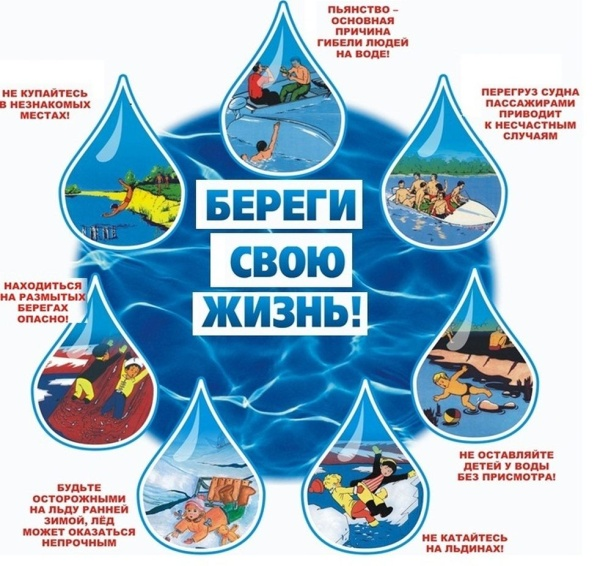 ПЬЯНСТВО –
ОСНОВНАЯ
ПРИЧИНА
ГИБЕЛИ ЛЮДЕЙ
НА ВОДЕ!
НЕ КУПАЙТЕСЬ
В НЕЗНАКОМЫХ
МЕСТАХ!
ПЕРЕГРУЗ СУДНА
ПАССАЖИРАМИ
ПРИВОДИТ
К НЕСЧАСТНЫМ
СЛУЧАЯМ
БЕРЕГИ
СВОЮ
ЖИЗНЬ!
НАХОДИТЬСЯ
НА РАЗМЫТЫХ
БЕРЕГАХ
ОПАСНО!
НЕ ОСТАВЛЯЙТЕ
ДЕТЕЙ У ВОДЫ
БЕЗ ПРИСМОТРА!
БУДЬТЕ
ОСТОРОЖНЫМИ
НА ЛЬДУ РАННЕЙ
ЗИМОЙ, ЛЁД
МОЖЕТ ОКАЗАТЬСЯ
НЕПРОЧНЫМ
НЕ КАТАЙТЕСЬ
НА ЛЬДИНАХ!